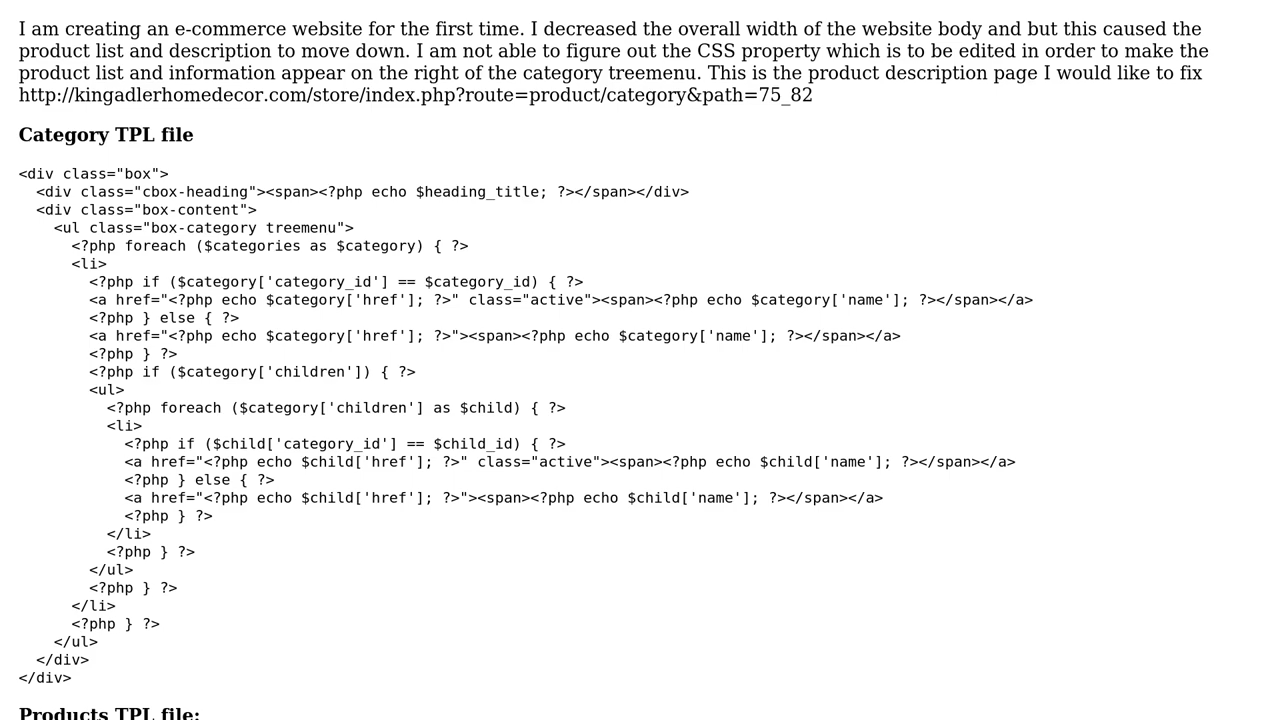 I am creating an e-commerce website for the first time. I decreased the overall width of the website body and but this caused the
product list and description to move down. I am not able to figure out the CSS property which is to be edited in order to make the
product list and information appear on the right of the category treemenu. This is the product description page I would like to fix
http://kingadlerhomedecor.com/store/index.php?route=product/category&path=75_82
Category TPL file
<div class="box">
  <div class="cbox-heading"><span><?php echo $heading_title; ?></span></div>
  <div class="box-content">
    <ul class="box-category treemenu">
      <?php foreach ($categories as $category) { ?>
      <li>
        <?php if ($category['category_id'] == $category_id) { ?>
        <a href="<?php echo $category['href']; ?>" class="active"><span><?php echo $category['name']; ?></span></a>
        <?php } else { ?>
        <a href="<?php echo $category['href']; ?>"><span><?php echo $category['name']; ?></span></a>
        <?php } ?>
        <?php if ($category['children']) { ?>
        <ul>
          <?php foreach ($category['children'] as $child) { ?>
          <li>
            <?php if ($child['category_id'] == $child_id) { ?>
            <a href="<?php echo $child['href']; ?>" class="active"><span><?php echo $child['name']; ?></span></a>
            <?php } else { ?>
            <a href="<?php echo $child['href']; ?>"><span><?php echo $child['name']; ?></span></a>
            <?php } ?>
          </li>
          <?php } ?>
        </ul>
        <?php } ?>
      </li>
      <?php } ?>
    </ul>
  </div>
</div>
Products TPL file: